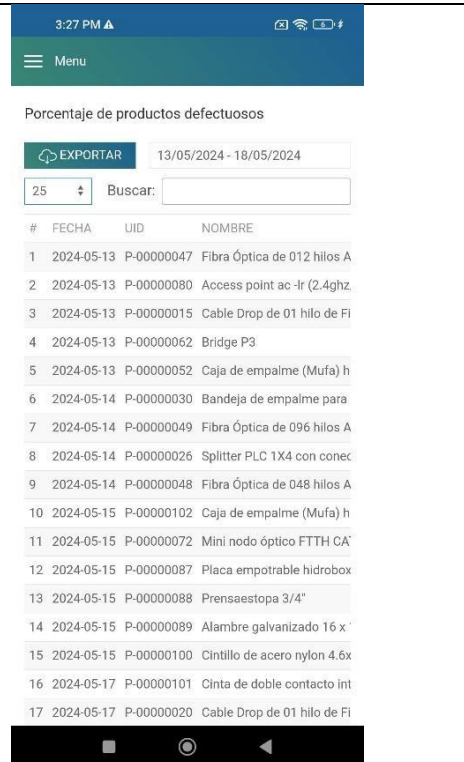 3:27 PM
6
Menu
Porcentaje de productos defectuosos
EXPORTAR 13/05/2024 - 18/05/2024
25 Buscar:
# FECHA UID NOMBRE
1 2024-05-13 P-00000047 Fibra Óptica de 012 hilos A
2 2024-05-13 P-00000080 Access point ac -lr (2.4ghz,
3 2024-05-13 P-00000015 Cable Drop de 01 hilo de Fi
4 2024-05-13 P-00000062 Bridge P3
5 2024-05-13 P-00000052 Caja de empalme (Mufa) h
6 2024-05-14 P-00000030 Bandeja de empalme para
7 2024-05-14 P-00000049 Fibra Óptica de 096 hilos A
8 2024-05-14 P-00000026 Splitter PLC 1X4 con conec
9 2024-05-14 P-00000048 Fibra Óptica de 048 hilos A
10 2024-05-15 P-00000102 Caja de empalme (Mufa) h
11 2024-05-15 P-00000072 Mini nodo óptico FTTH CAT
12 2024-05-15 P-00000087 Placa empotrable hidrobox
13 2024-05-15 P-00000088 Prensaestopa 3/4"
14 2024-05-15 P-00000089 Alambre galvanizado 16 x
15 2024-05-15 P-00000100 Cintillo de acero nylon 4.6x
16 2024-05-17 P-00000101 Cinta de doble contacto int
17 2024-05-17 P-00000020 Cable Drop de 01 hilo de Fi